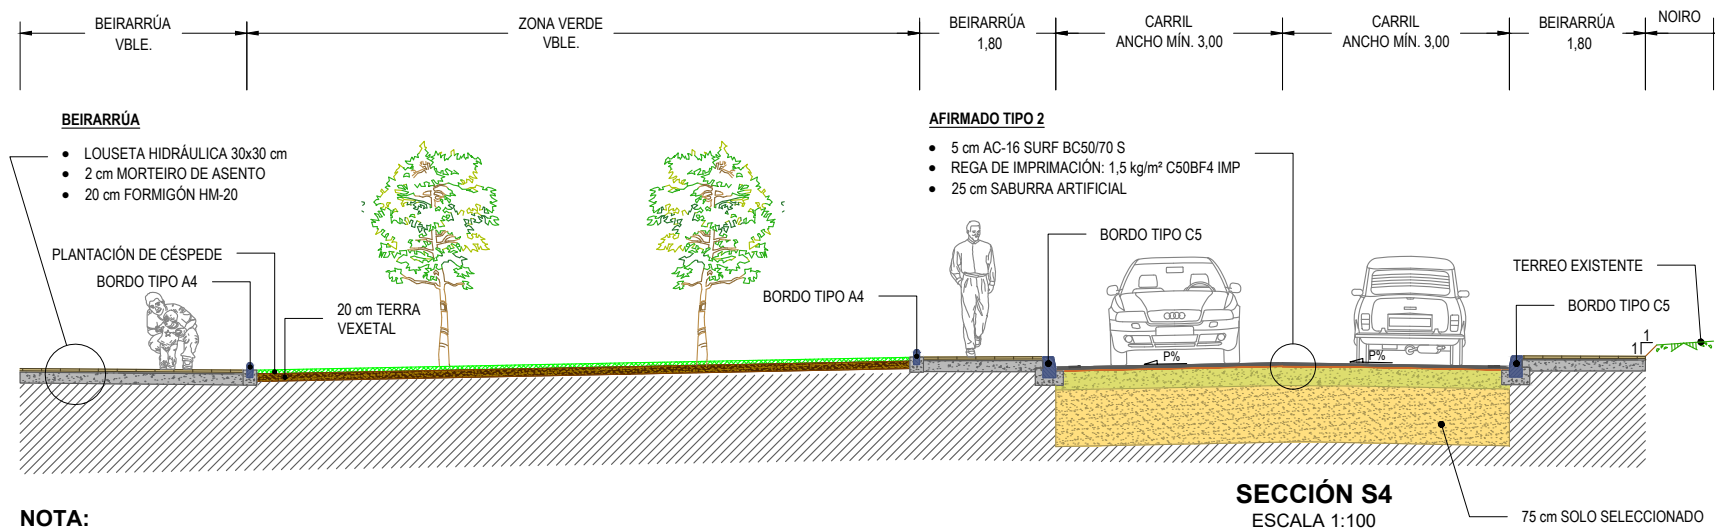 BEIRARRÚA
VBLE.
ZONA VERDE
VBLE.
BEIRARRÚA
1,80
CARRIL
ANCHO MÍN. 3,00
CARRIL
ANCHO MÍN. 3,00
BEIRARRÚA
1,80
NOIRO
BEIRARRÚA
• LOUSETA HIDRÁULICA 30x30 cm
• 2 cm MORTEIRO DE ASENTO
• 20 cm FORMIGÓN HM-20
AFIRMADO TIPO 2
• 5 cm AC-16 SURF BC50/70 S
• REGA DE IMPRIMACIÓN: 1,5 kg/m² C50BF4 IMP
• 25 cm SABURRA ARTIFICIAL
PLANTACIÓN DE CÉSPEDE
BORDO TIPO A4
20 cm TERRA
VEXETAL
BORDO TIPO A4
BORDO TIPO C5
TERREO EXISTENTE
BORDO TIPO C5
P%
P%
1
1
SECCIÓN S4
ESCALA 1:100
75 cm SOLO SELECCIONADO
NOTA: